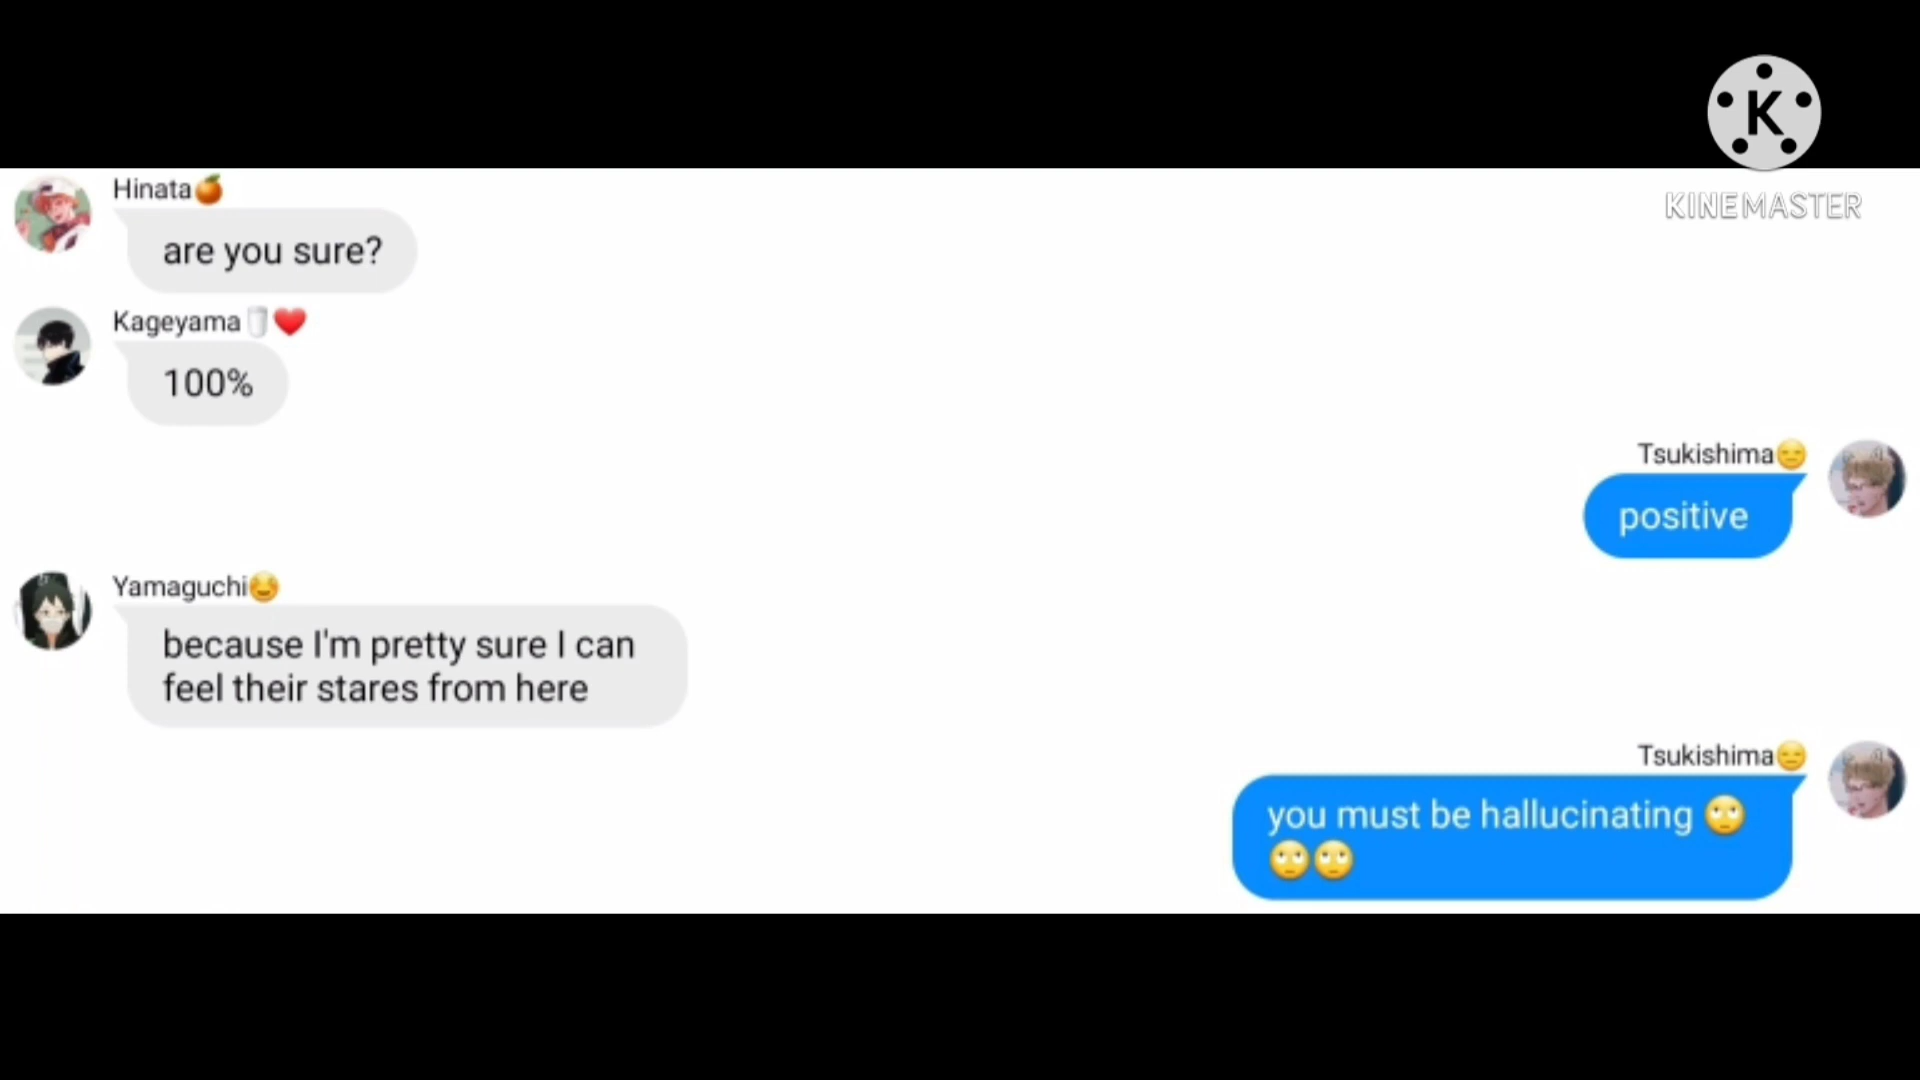 K
KINEMASTER
Hinata🍊
are you sure?
Kageyama🥛❤️
100%
Tsukishima😑
positive
Yamaguchi☺️
because I'm pretty sure I can
feel their stares from here
Tsukishima😑
you must be hallucinating 🙄
🙄🙄